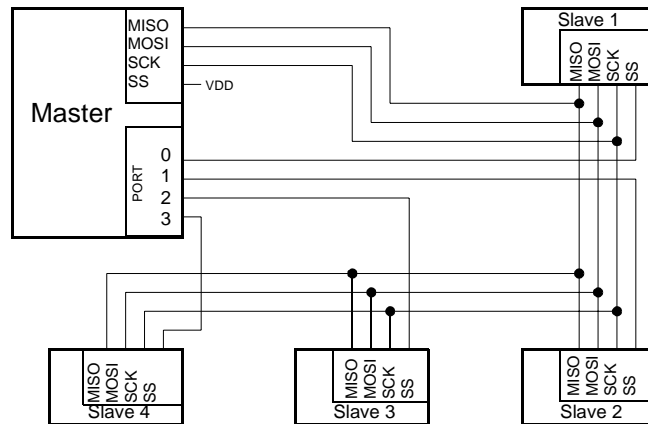 MISO
MOSI
SCK
SS
VDD
Master
PORT
0
1
2
3
Slave 1
MISO
MOSI
SCK
SS
MISO
MOSI
SCK
SS
Slave 4
MISO
MOSI
SCK
SS
Slave 3
MISO
MOSI
SCK
SS
Slave 2